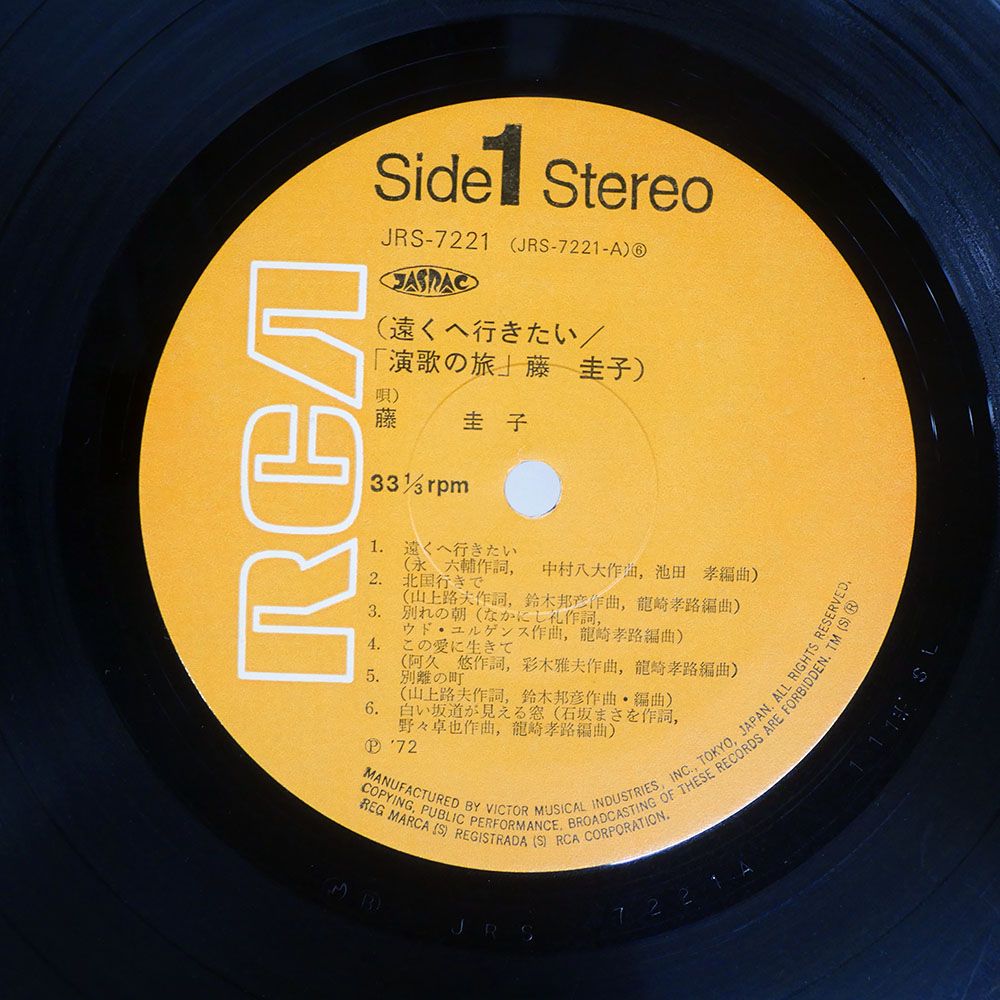 Side 1 Stereo
JRS-7221 (JRS-7221-A)⑥
JASRAC
RCA
(遠くへ行きたい／
「演歌の旅」藤 圭子)
唄)
藤 圭子
33 1/3 rpm
1. 遠くへ行きたい
(永 六輔作詞, 中村八大作曲, 池田 孝編曲)
2. 北国行きで
(山上路夫作詞, 鈴木邦彦作曲, 龍崎孝路編曲)
3. 別れの朝(なかにし礼作詞,
ウド・ユルゲンス作曲, 龍崎孝路編曲)
4. この愛に生きて
(阿久 悠作詞, 彩木雅夫作曲, 龍崎孝路編曲)
5. 別離の町
(山上路夫作詞, 鈴木邦彦作曲・編曲)
6. 白い坂道が見える窓(石坂まさを作詞,
野々卓也作曲, 龍崎孝路編曲)
Ⓟ '72
MANUFACTURED BY VICTOR MUSICAL INDUSTRIES, INC., TOKYO, JAPAN. ALL RIGHTS RESERVED.
COPYING, PUBLIC PERFORMANCE, BROADCASTING OF THESE RECORDS ARE FORBIDDEN. TM (S) ®
REG MARCA (S) REGISTRADA (S) RCA CORPORATION.
JRS 7221A